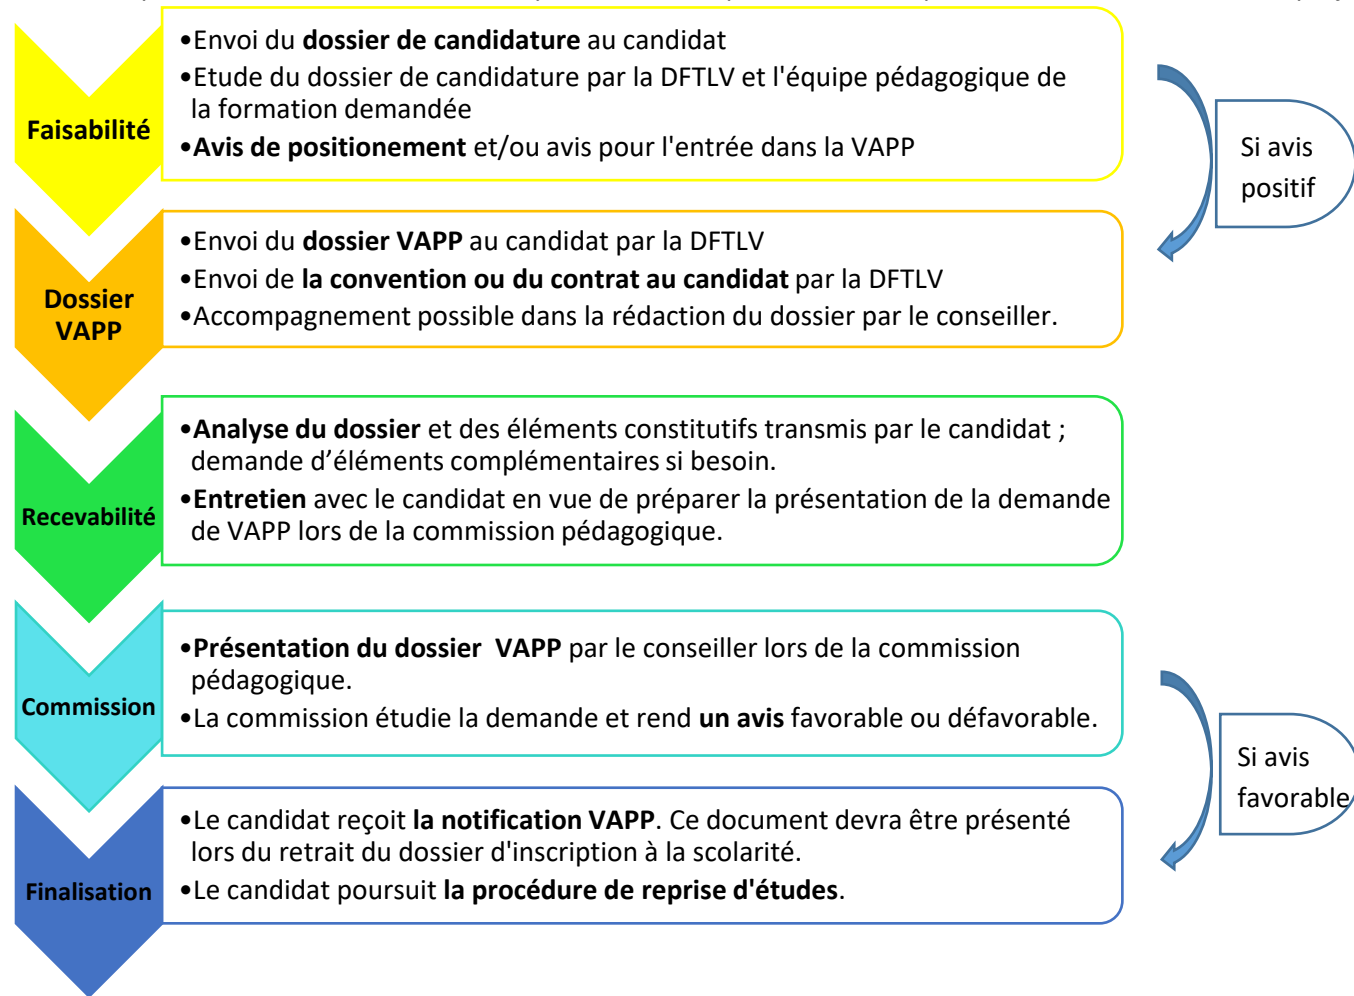 •Envoi du dossier de candidature au candidat
•Etude du dossier de candidature par la DFTLV et l'équipe pédagogique de
la formation demandée
Faisabilité
•Avis de positionement et/ou avis pour l'entrée dans la VAPP
Si avis
positif
•Envoi du dossier VAPP au candidat par la DFTLV
•Envoi de la convention ou du contrat au candidat par la DFTLV
Dossier
VAPP
•Accompagnement possible dans la rédaction du dossier par le conseiller.
•Analyse du dossier et des éléments constitutifs transmis par le candidat ;
demande d’éléments complémentaires si besoin.
Recevabilité
•Entretien avec le candidat en vue de préparer la présentation de la demande
de VAPP lors de la commission pédagogique.
•Présentation du dossier VAPP par le conseiller lors de la commission
pédagogique.
Commission
•La commission étudie la demande et rend un avis favorable ou défavorable.
Si avis
favorable
•Le candidat reçoit la notification VAPP. Ce document devra être présenté
lors du retrait du dossier d'inscription à la scolarité.
Finalisation
•Le candidat poursuit la procédure de reprise d'études.